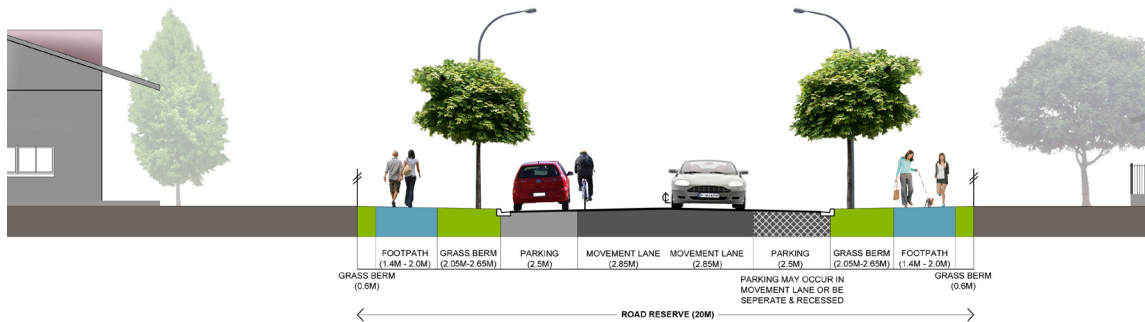 FOOTPATH
(1.4M - 2.0M)
GRASS BERM
(2.05M-2.65M)
PARKING
(2.5M)
MOVEMENT LANE
(2.85M)
MOVEMENT LANE
(2.85M)
PARKING
(2.5M)
GRASS BERM
(2.05M-2.65M)
FOOTPATH
(1.4M - 2.0M)
GRASS BERM
(0.6M)
PARKING MAY OCCUR IN
MOVEMENT LANE OR BE
SEPERATE & RECESSED
GRASS BERM
(0.6M)
ROAD RESERVE (20M)